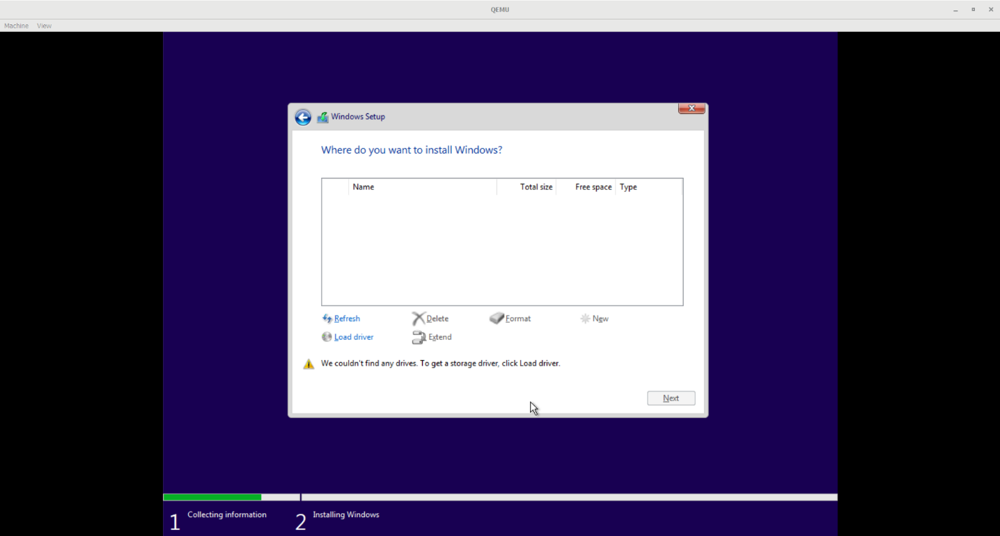 QEMU
Machine View
Windows Setup
Where do you want to install Windows?
Name Total size Free space Type
Refresh Delete Format New
Load driver Extend
We couldn't find any drives. To get a storage driver, click Load driver.
Next
1 Collecting information 2 Installing Windows